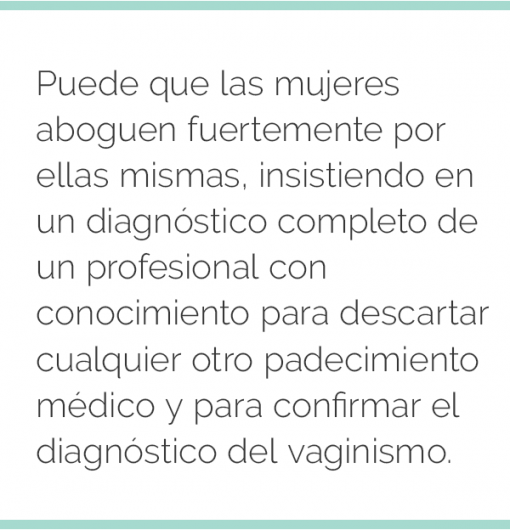 Puede que las mujeres
aboguen fuertemente por
ellas mismas, insistiendo en
un diagnóstico completo de
un profesional con
conocimiento para descartar
cualquier otro padecimiento
médico y para confirmar el
diagnóstico del vaginismo.